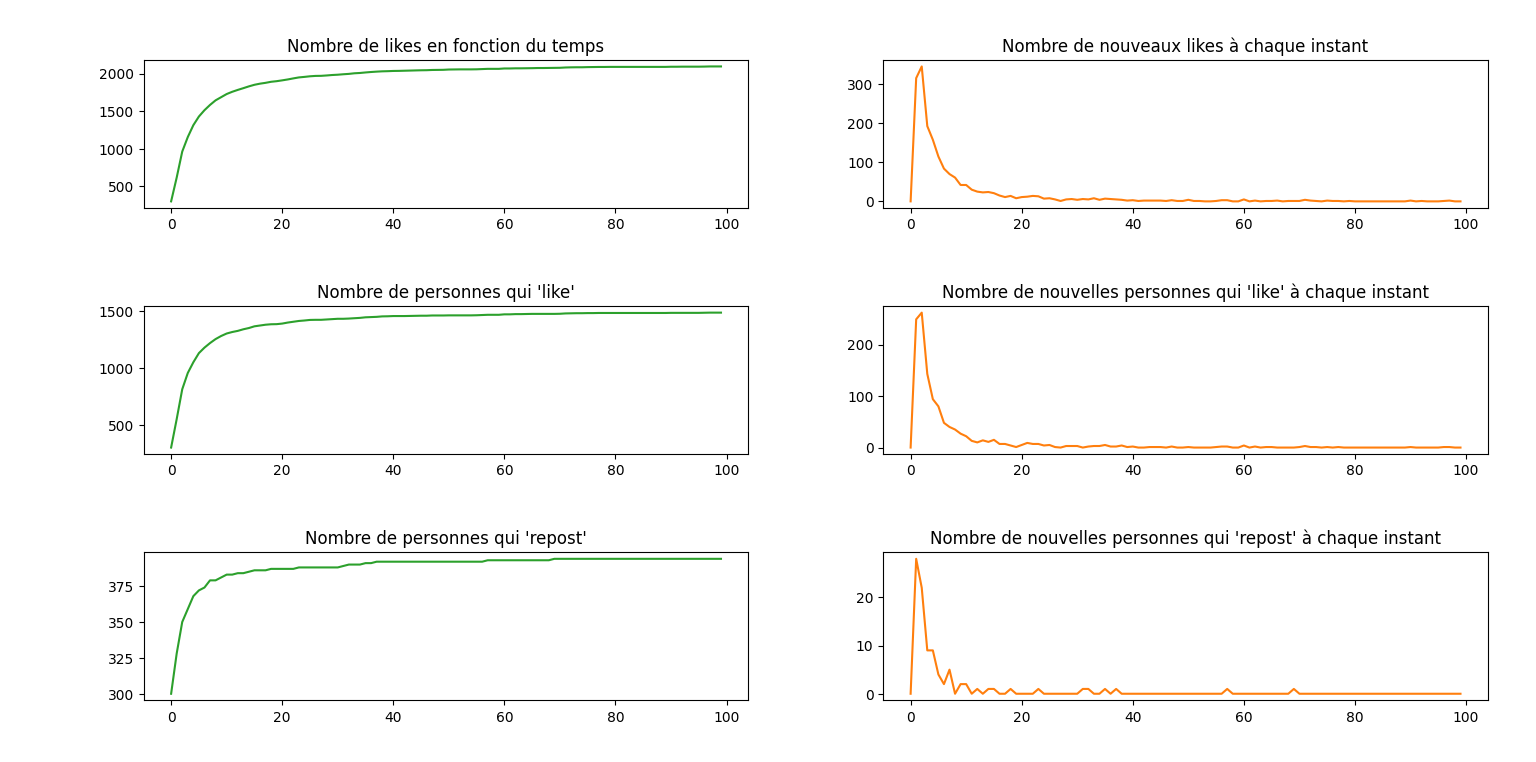 Nombre de likes en fonction du temps
2000
1500
1000
500
0 20 40 60 80 100
Nombre de nouveaux likes à chaque instant
300
200
100
0
0 20 40 60 80 100
Nombre de personnes qui 'like'
1500
1000
500
0 20 40 60 80 100
Nombre de nouvelles personnes qui 'like' à chaque instant
200
100
0
0 20 40 60 80 100
Nombre de personnes qui 'repost'
375
350
325
300
0 20 40 60 80 100
Nombre de nouvelles personnes qui 'repost' à chaque instant
20
10
0
0 20 40 60 80 100